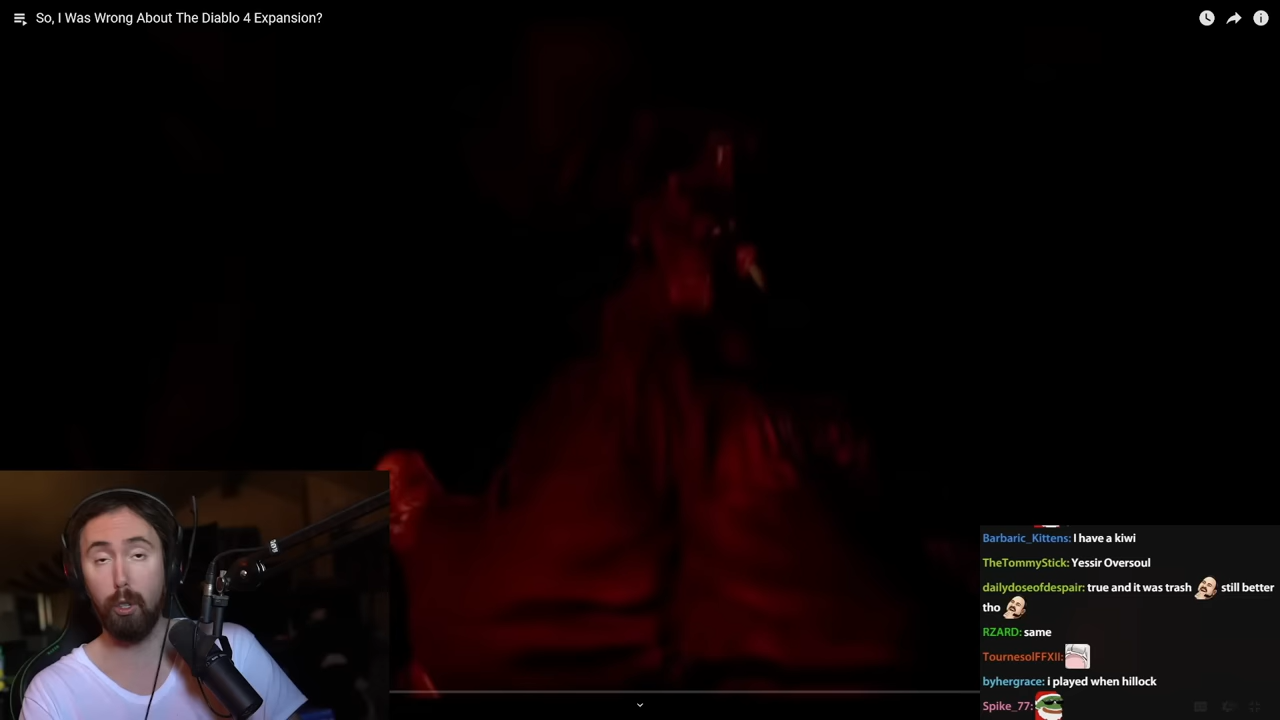 So, I Was Wrong About The Diablo 4 Expansion?
Barbaric_Kittens: I have a kiwi
TheTommyStick: Yessir Oversoul
dailydoseofdespair: true and it was trash still better
tho
RZARD: same
TournesolFFXII:
byhergrace: i played when hillock
Spike_77: